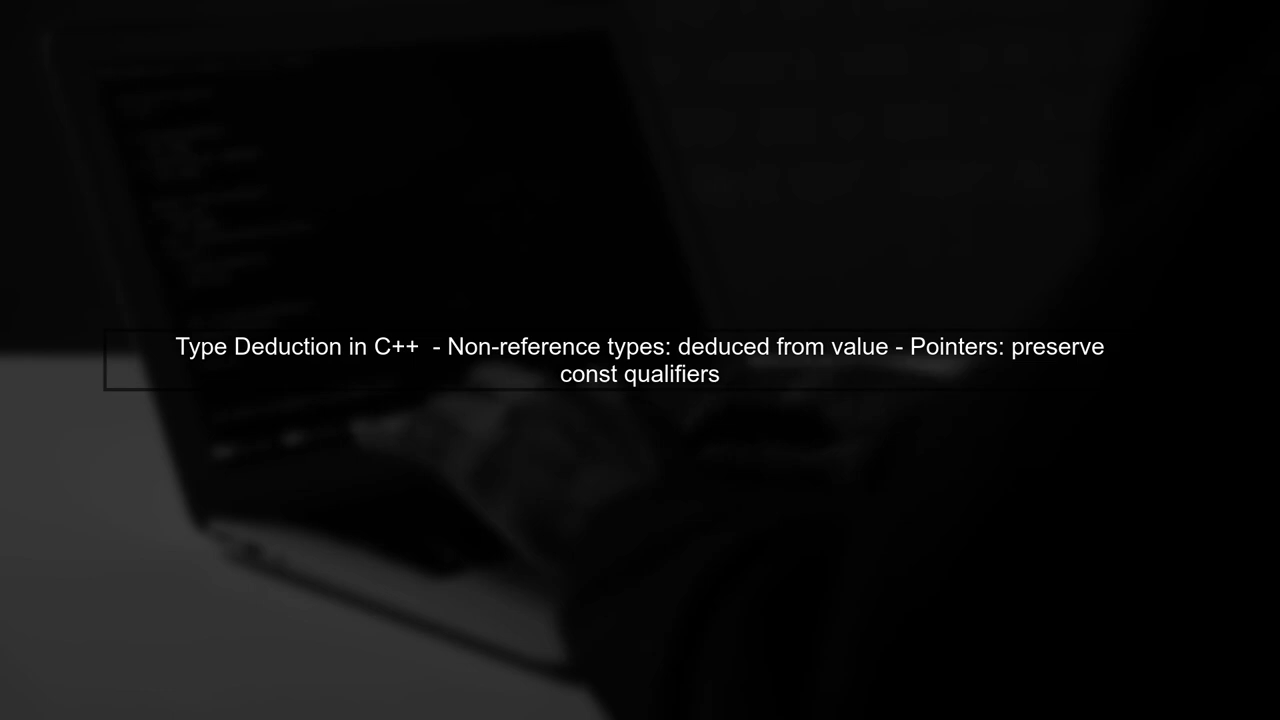 Type Deduction in C++  - Non-reference types: deduced from value - Pointers: preserve
const qualifiers